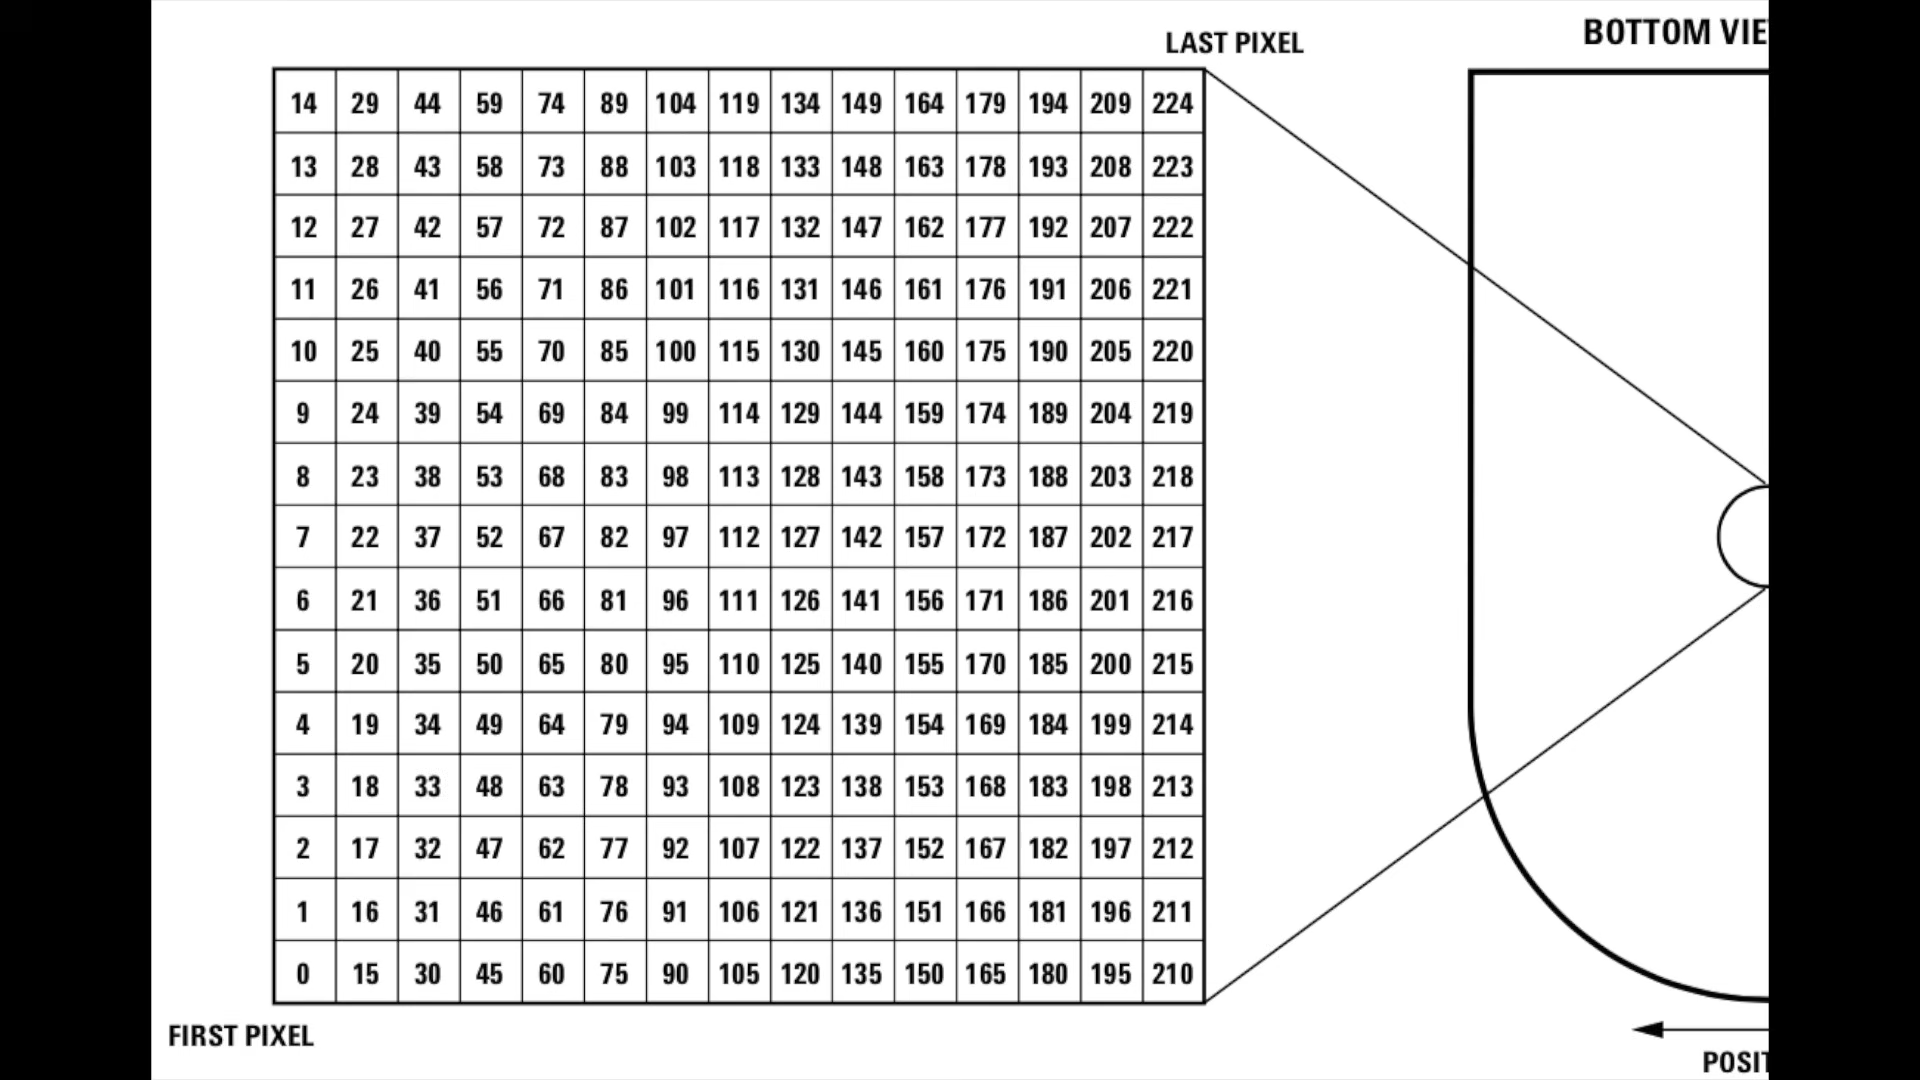 BOTTOM VIE
LAST PIXEL
14 29 44 59 74 89 104 119 134 149 164 179 194 209 224
13 28 43 58 73 88 103 118 133 148 163 178 193 208 223
12 27 42 57 72 87 102 117 132 147 162 177 192 207 222
11 26 41 56 71 86 101 116 131 146 161 176 191 206 221
10 25 40 55 70 85 100 115 130 145 160 175 190 205 220
9 24 39 54 69 84 99 114 129 144 159 174 189 204 219
8 23 38 53 68 83 98 113 128 143 158 173 188 203 218
7 22 37 52 67 82 97 112 127 142 157 172 187 202 217
6 21 36 51 66 81 96 111 126 141 156 171 186 201 216
5 20 35 50 65 80 95 110 125 140 155 170 185 200 215
4 19 34 49 64 79 94 109 124 139 154 169 184 199 214
3 18 33 48 63 78 93 108 123 138 153 168 183 198 213
2 17 32 47 62 77 92 107 122 137 152 167 182 197 212
1 16 31 46 61 76 91 106 121 136 151 166 181 196 211
0 15 30 45 60 75 90 105 120 135 150 165 180 195 210
FIRST PIXEL
POSIT